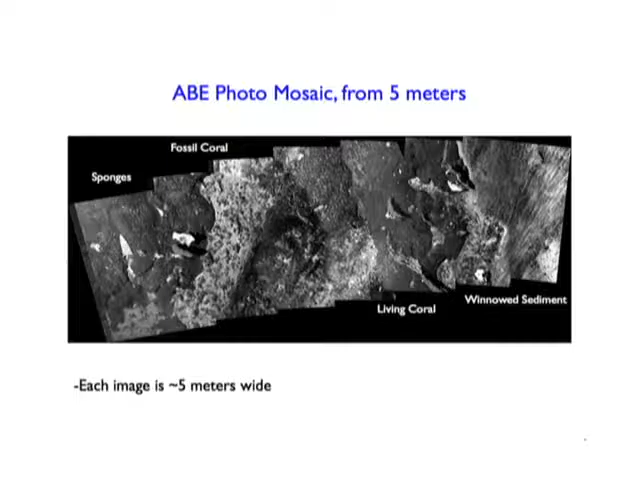 ABE Photo Mosaic, from 5 meters
Fossil Coral
Sponges
Living Coral
Winnowed Sediment
-Each image is ~5 meters wide